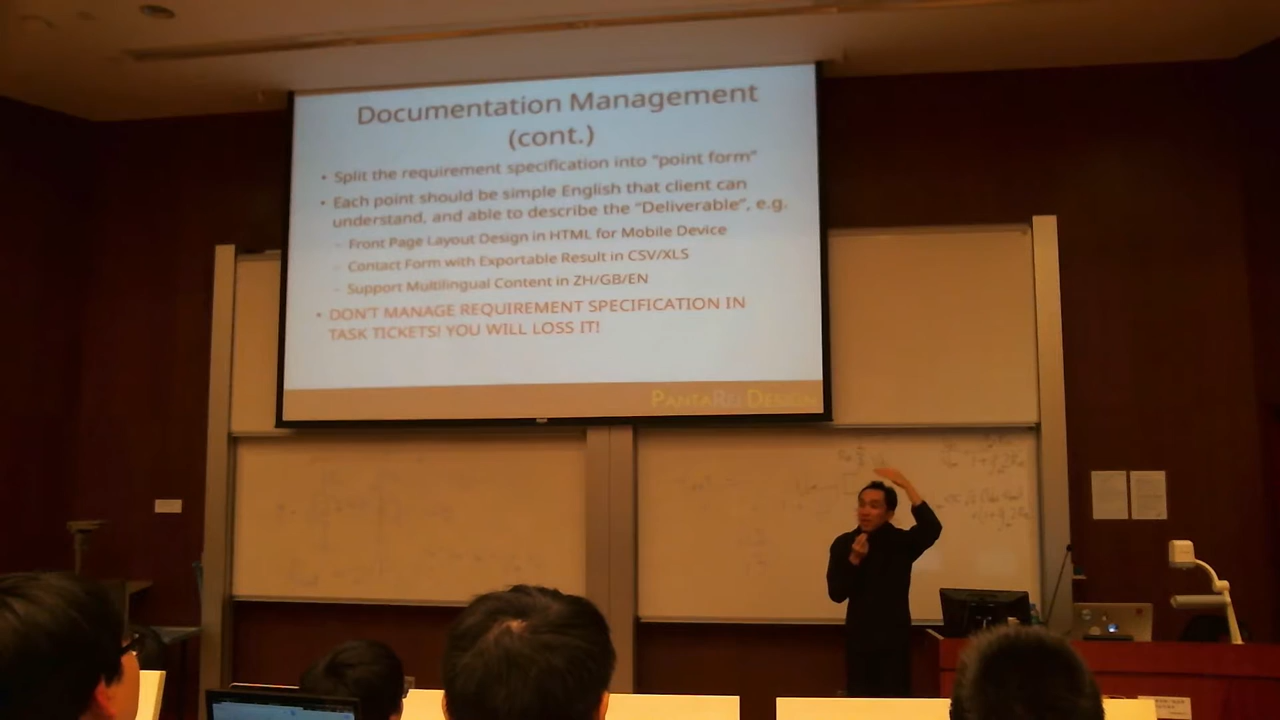 Documentation Management
(cont.)
• Split the requirement specification into "point form"
• Each point should be simple English that client can
understand, and able to describe the "Deliverable", e.g.
– Front Page Layout Design in HTML for Mobile Device
– Contact Form with Exportable Result in CSV/XLS
– Support Multilingual Content in ZH/GB/EN
• DON'T MANAGE REQUIREMENT SPECIFICATION IN
TASK TICKETS! YOU WILL LOSS IT!
PANTAREI DESIGN